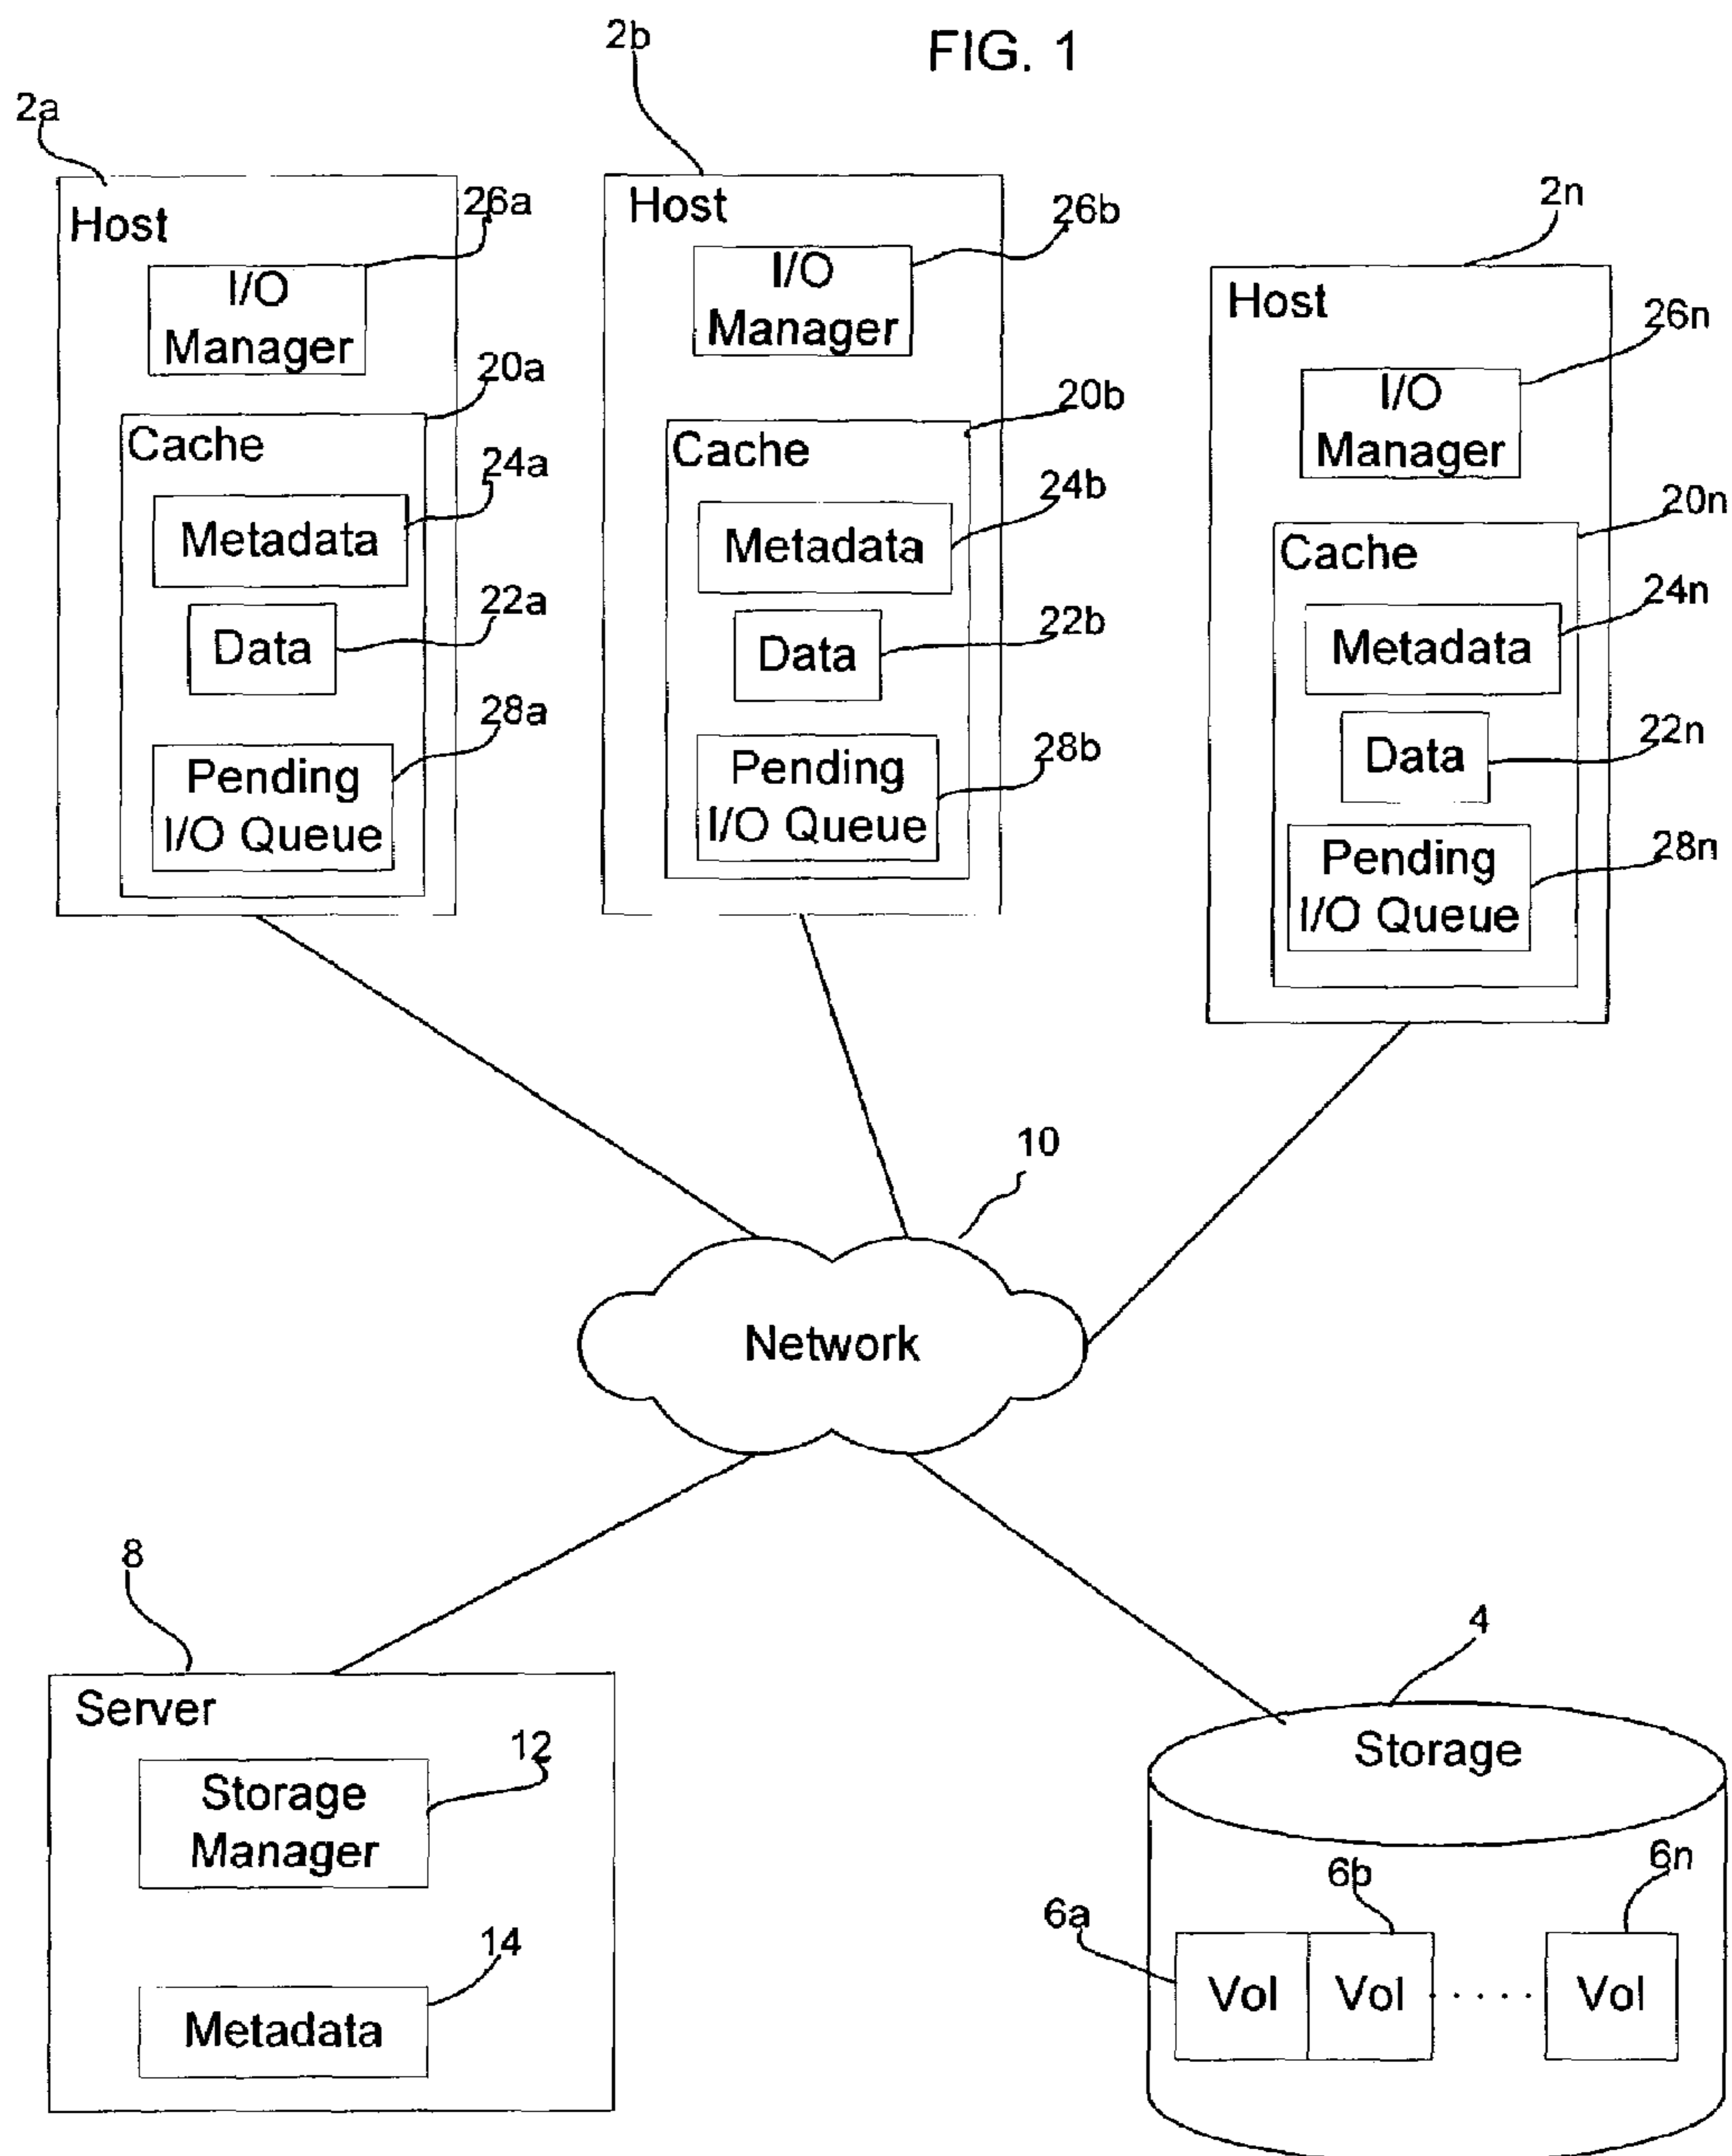 FIG. 1
2a
Host
26a
I/O
Manager
20a
Cache
24a
Metadata
22a
Data
28a
Pending
I/O Queue
2b
Host
26b
I/O
Manager
20b
Cache
24b
Metadata
22b
Data
28b
Pending
I/O Queue
2n
Host
26n
I/O
Manager
20n
Cache
24n
Metadata
22n
Data
28n
Pending
I/O Queue
10
Network
8
Server
12
Storage
Manager
14
Metadata
4
Storage
6a
6b
6n
Vol Vol ..... Vol